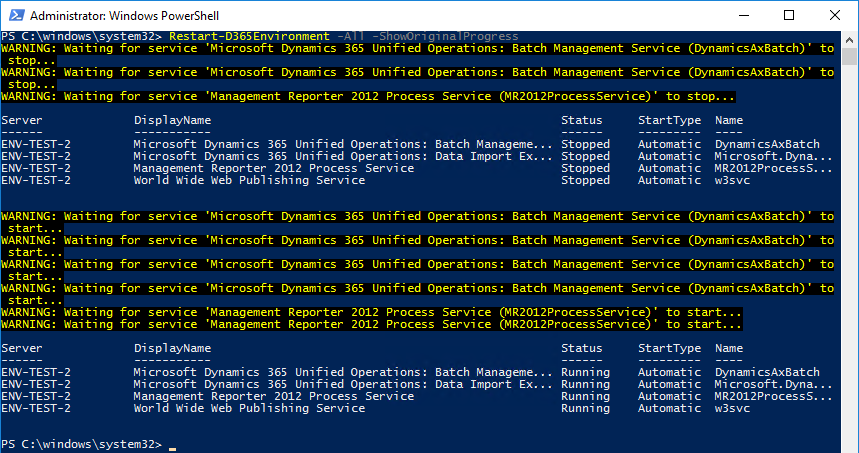 Administrator: Windows PowerShell
PS C:\windows\system32> Restart-D365Environment -All -ShowOriginalProgress
WARNING: Waiting for service 'Microsoft Dynamics 365 Unified Operations: Batch Management Service (DynamicsAxBatch)' to
 stop...
WARNING: Waiting for service 'Microsoft Dynamics 365 Unified Operations: Batch Management Service (DynamicsAxBatch)' to
 stop...
WARNING: Waiting for service 'Management Reporter 2012 Process Service (MR2012ProcessService)' to stop...
Server DisplayName Status StartType Name
------ ----------- ------ --------- ----
ENV-TEST-2 Microsoft Dynamics 365 Unified Operations: Batch Manageme... Stopped Automatic DynamicsAxBatch
ENV-TEST-2 Microsoft Dynamics 365 Unified Operations: Data Import Ex... Stopped Automatic Microsoft.Dyna...
ENV-TEST-2 Management Reporter 2012 Process Service Stopped Automatic MR2012ProcessS...
ENV-TEST-2 World Wide Web Publishing Service Stopped Automatic w3svc
WARNING: Waiting for service 'Microsoft Dynamics 365 Unified Operations: Batch Management Service (DynamicsAxBatch)' to
 start...
WARNING: Waiting for service 'Microsoft Dynamics 365 Unified Operations: Batch Management Service (DynamicsAxBatch)' to
 start...
WARNING: Waiting for service 'Microsoft Dynamics 365 Unified Operations: Batch Management Service (DynamicsAxBatch)' to
 start...
WARNING: Waiting for service 'Microsoft Dynamics 365 Unified Operations: Batch Management Service (DynamicsAxBatch)' to
 start...
WARNING: Waiting for service 'Management Reporter 2012 Process Service (MR2012ProcessService)' to start...
WARNING: Waiting for service 'Management Reporter 2012 Process Service (MR2012ProcessService)' to start...
Server DisplayName Status StartType Name
------ ----------- ------ --------- ----
ENV-TEST-2 Microsoft Dynamics 365 Unified Operations: Batch Manageme... Running Automatic DynamicsAxBatch
ENV-TEST-2 Microsoft Dynamics 365 Unified Operations: Data Import Ex... Running Automatic Microsoft.Dyna...
ENV-TEST-2 Management Reporter 2012 Process Service Running Automatic MR2012ProcessS...
ENV-TEST-2 World Wide Web Publishing Service Running Automatic w3svc
PS C:\windows\system32> _